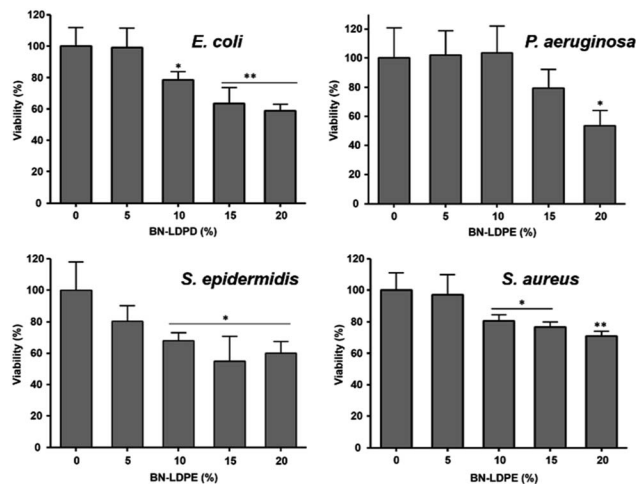 E. coli
120
100
80
60
40
20
0
Viability (%)
*
**
0 5 10 15 20
BN-LDPD (%)
P. aeruginosa
120
100
80
60
40
20
0
Viability (%)
*
0 5 10 15 20
BN-LDPE (%)
S. epidermidis
120
100
80
60
40
20
0
Viability (%)
*
0 5 10 15 20
BN-LDPE (%)
S. aureus
120
100
80
60
40
20
0
Viability (%)
*
**
0 5 10 15 20
BN-LDPE (%)